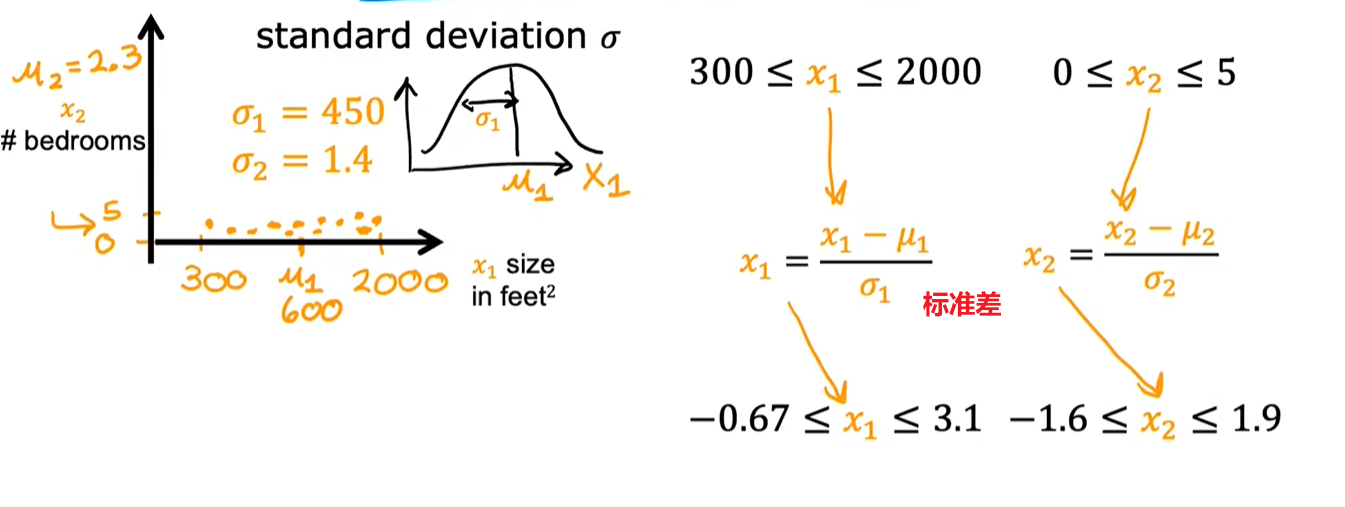 standard deviation σ
μ₂=2.3
x₂
# bedrooms
σ₁ = 450
σ₂ = 1.4
σ₁
μ₁
x₁
5
0
300 μ₁ 2000
600
x₁ size
in feet²
300 ≤ x₁ ≤ 2000
0 ≤ x₂ ≤ 5
x₁ = (x₁ − μ₁) / σ₁
标准差
x₂ = (x₂ − μ₂) / σ₂
−0.67 ≤ x₁ ≤ 3.1
−1.6 ≤ x₂ ≤ 1.9